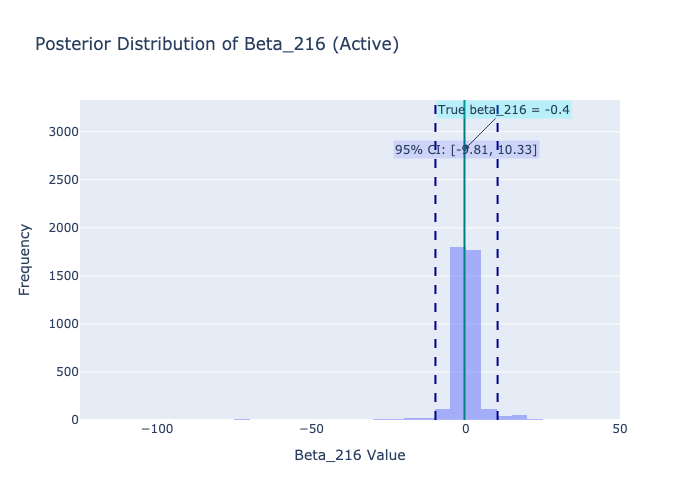 Posterior Distribution of Beta_216 (Active)
True beta_216 = -0.4
95% CI: [-9.81, 10.33]
3000
2500
2000
1500
1000
500
0
Frequency
−100
−50
0
50
Beta_216 Value